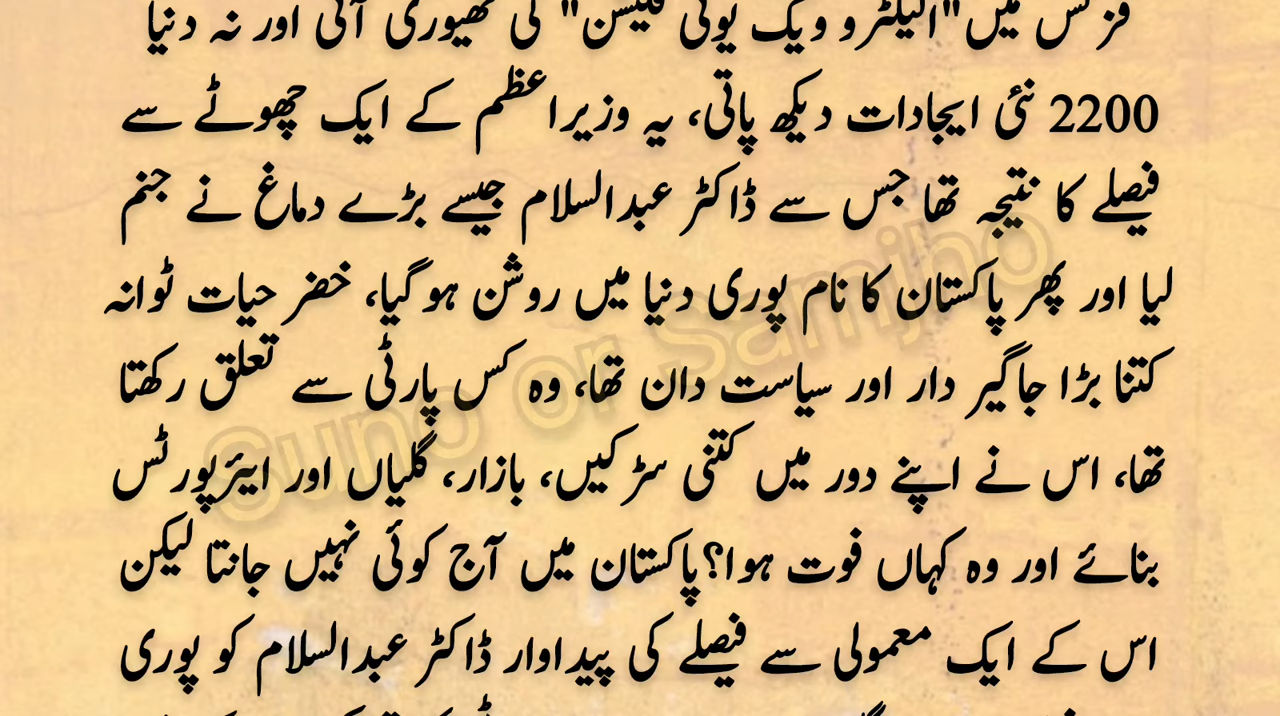 فزکس میں "الیکٹرو ویک یونی فکیشن" کی تھیوری آتی اور نہ دنیا
2200 نئی ایجادات دیکھ پاتی، یہ وزیراعظم کے ایک چھوٹے سے
فیصلے کا نتیجہ تھا جس سے ڈاکٹر عبدالسلام جیسے بڑے دماغ نے جنم
لیا اور پھر پاکستان کا نام پوری دنیا میں روشن ہوگیا، خضر حیات ٹوانہ
کتنا بڑا جاگیر دار اور سیاست دان تھا، وہ کس پارٹی سے تعلق رکھتا
تھا، اس نے اپنے دور میں کتنی سڑکیں، بازار، گلیاں اور ایئرپورٹس
بنائے اور وہ کہاں فوت ہوا؟ پاکستان میں آج کوئی نہیں جانتا لیکن
اس کے ایک معمولی سے فیصلے کی پیداوار ڈاکٹر عبدالسلام کو پوری
Suno or Samjho